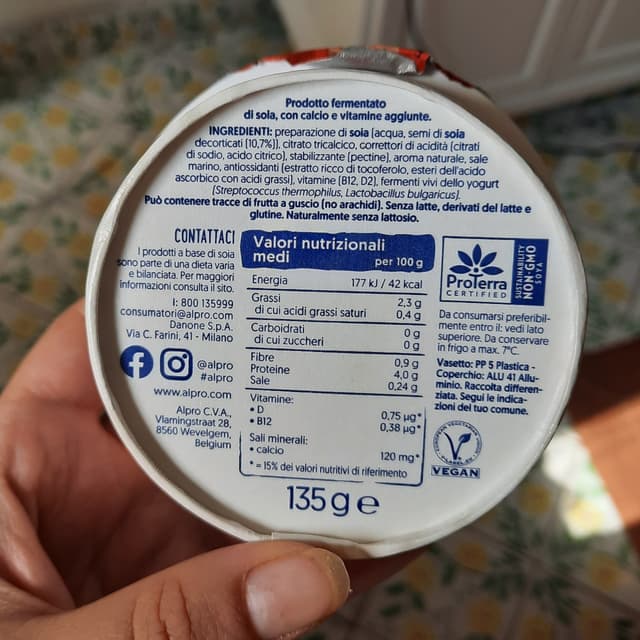 Prodotto fermentato
di soia, con calcio e vitamine aggiunte.
INGREDIENTI: preparazione di soia (acqua, semi di soia
decorticati (10,7%)), citrato tricalcico, correttori di acidità (citrati
di sodio, acido citrico), stabilizzante (pectine), aroma naturale, sale
marino, antiossidanti (estratto ricco di tocoferolo, esteri dell'acido
ascorbico con acidi grassi), vitamine (B12, D2), fermenti vivi dello yogurt
(Streptococcus thermophilus, Lactobacillus bulgaricus).
Può contenere tracce di frutta a guscio (no arachidi). Senza latte, derivati del latte e
glutine. Naturalmente senza lattosio.
CONTATTACI
I prodotti a base di soia
sono parte di una dieta varia
e bilanciata. Per maggiori
informazioni consulta il sito.
I: 800 135999
consumatori@alpro.com
Danone S.p.A.
Via C. Farini, 41 - Milano
@alpro
#alpro
www.alpro.com
Alpro C.V.A.,
Vlamingstraat 28,
8560 Wevelgem,
Belgium
Valori nutrizionali
medi per 100 g
Energia 177 kJ / 42 kcal
Grassi 2,3 g
di cui acidi grassi saturi 0,4 g
Carboidrati 0 g
di cui zuccheri 0 g
Fibre 0,9 g
Proteine 4,0 g
Sale 0,24 g
Vitamine:
• D 0,75 µg*
• B12 0,38 µg*
Sali minerali:
• calcio 120 mg*
* = 15% dei valori nutritivi di riferimento
135 g e
ProTerra
CERTIFIED
SUSTAINABILITY
NON-GMO
SOYA
Da consumarsi preferibil-
mente entro il: vedi lato
superiore. Da conservare
in frigo a max. 7°C.
Vasetto: PP 5 Plastica -
Coperchio: ALU 41 Allu-
minio. Raccolta differen-
ziata. Segui le indica-
zioni del tuo comune.
V
VEGAN